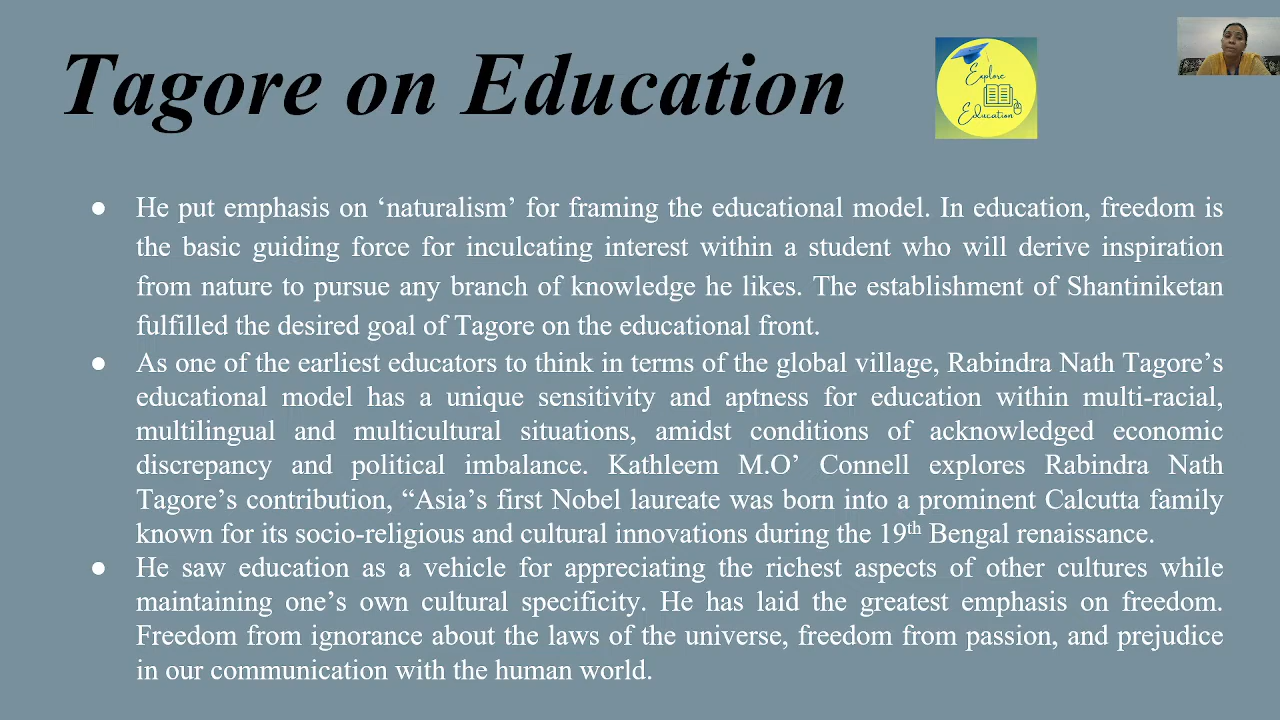 Tagore on Education
Explore
Education
● He put emphasis on ‘naturalism’ for framing the educational model. In education, freedom is
the basic guiding force for inculcating interest within a student who will derive inspiration
from nature to pursue any branch of knowledge he likes. The establishment of Shantiniketan
fulfilled the desired goal of Tagore on the educational front.
● As one of the earliest educators to think in terms of the global village, Rabindra Nath Tagore’s
educational model has a unique sensitivity and aptness for education within multi-racial,
multilingual and multicultural situations, amidst conditions of acknowledged economic
discrepancy and political imbalance. Kathleem M.O’ Connell explores Rabindra Nath
Tagore’s contribution, “Asia’s first Nobel laureate was born into a prominent Calcutta family
known for its socio-religious and cultural innovations during the 19th Bengal renaissance.
● He saw education as a vehicle for appreciating the richest aspects of other cultures while
maintaining one’s own cultural specificity. He has laid the greatest emphasis on freedom.
Freedom from ignorance about the laws of the universe, freedom from passion, and prejudice
in our communication with the human world.